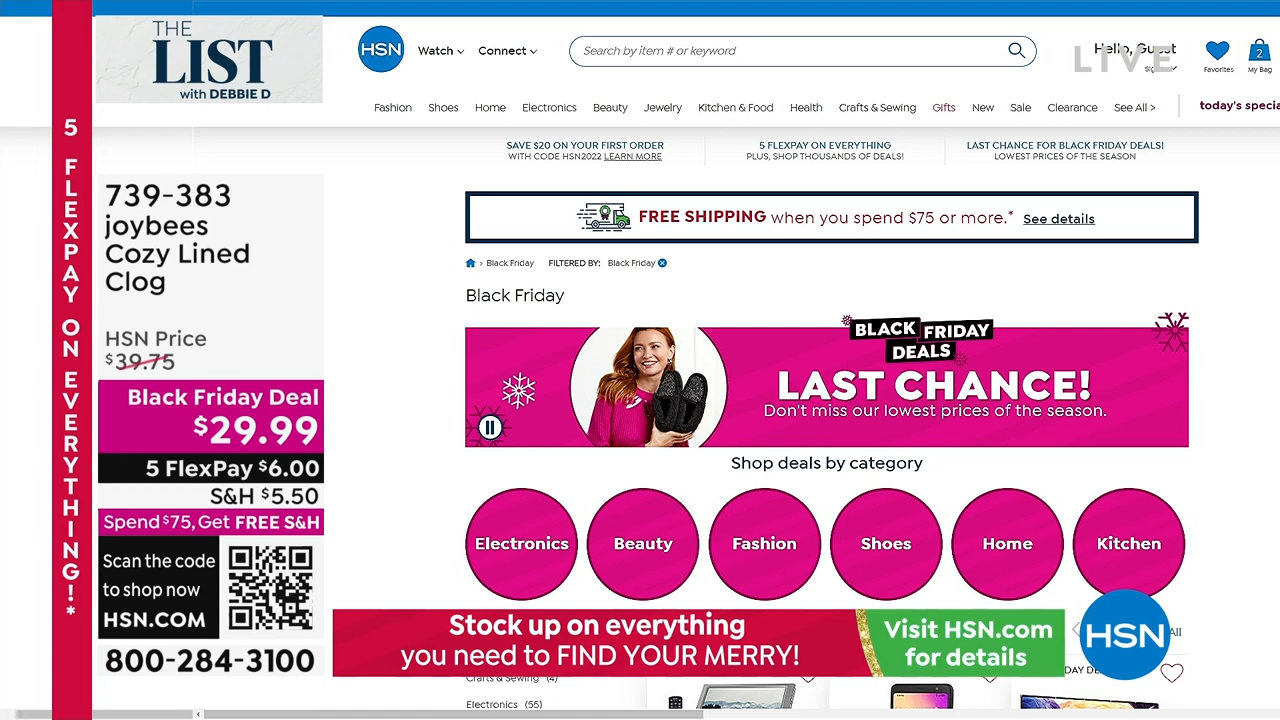 THE
LIST
with DEBBIE D
5 FLEXPAY ON EVERYTHING!*
739-383
joybees
Cozy Lined
Clog
HSN Price
$39.75
Black Friday Deal
$29.99
5 FlexPay $6.00
S&H $5.50
Spend $75, Get FREE S&H
Scan the code
to shop now
HSN.COM
800-284-3100
HSN
Watch
Connect
Search by item # or keyword
Hello, Guest
LIVE
Favorites
2
My Bag
Fashion Shoes Home Electronics Beauty Jewelry Kitchen & Food Health Crafts & Sewing Gifts New Sale Clearance See All >
today's specia
SAVE $20 ON YOUR FIRST ORDER
WITH CODE HSN2022 LEARN MORE
5 FLEXPAY ON EVERYTHING
PLUS, SHOP THOUSANDS OF DEALS!
LAST CHANCE FOR BLACK FRIDAY DEALS!
LOWEST PRICES OF THE SEASON
FREE SHIPPING when you spend $75 or more.* See details
> Black Friday FILTERED BY: Black Friday
Black Friday
BLACK FRIDAY
DEALS
LAST CHANCE!
Don't miss our lowest prices of the season.
Shop deals by category
Electronics
Beauty
Fashion
Shoes
Home
Kitchen
Stock up on everything
you need to FIND YOUR MERRY!
Visit HSN.com
for details
HSN
All
Crafts & Sewing (4)
Electronics (55)